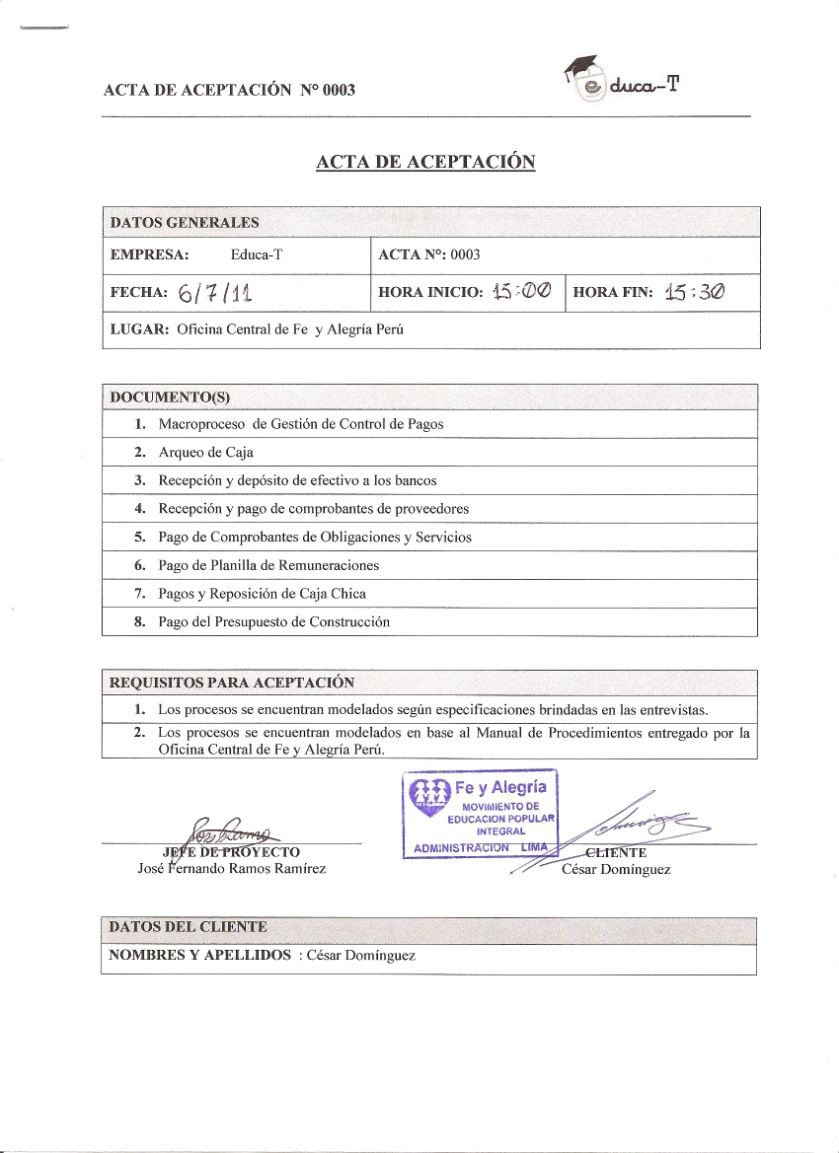 ACTA DE ACEPTACIÓN N° 0003
e duca-T
ACTA DE ACEPTACIÓN
DATOS GENERALES
EMPRESA: Educa-T
ACTA N°: 0003
FECHA: 6/7/11
HORA INICIO: 15:00
HORA FIN: 15:30
LUGAR: Oficina Central de Fe y Alegría Perú
DOCUMENTO(S)
1. Macroproceso de Gestión de Control de Pagos
2. Arqueo de Caja
3. Recepción y depósito de efectivo a los bancos
4. Recepción y pago de comprobantes de proveedores
5. Pago de Comprobantes de Obligaciones y Servicios
6. Pago de Planilla de Remuneraciones
7. Pagos y Reposición de Caja Chica
8. Pago del Presupuesto de Construcción
REQUISITOS PARA ACEPTACIÓN
1. Los procesos se encuentran modelados según especificaciones brindadas en las entrevistas.
2. Los procesos se encuentran modelados en base al Manual de Procedimientos entregado por la
Oficina Central de Fe y Alegría Perú.
FE Y ALEGRIA
Fe y Alegría
MOVIMIENTO DE
EDUCACION POPULAR
INTEGRAL
ADMINISTRACION LIMA
Jose Ramos
JEFE DE PROYECTO
José Fernando Ramos Ramírez
CLIENTE
César Domínguez
DATOS DEL CLIENTE
NOMBRES Y APELLIDOS : César Domínguez